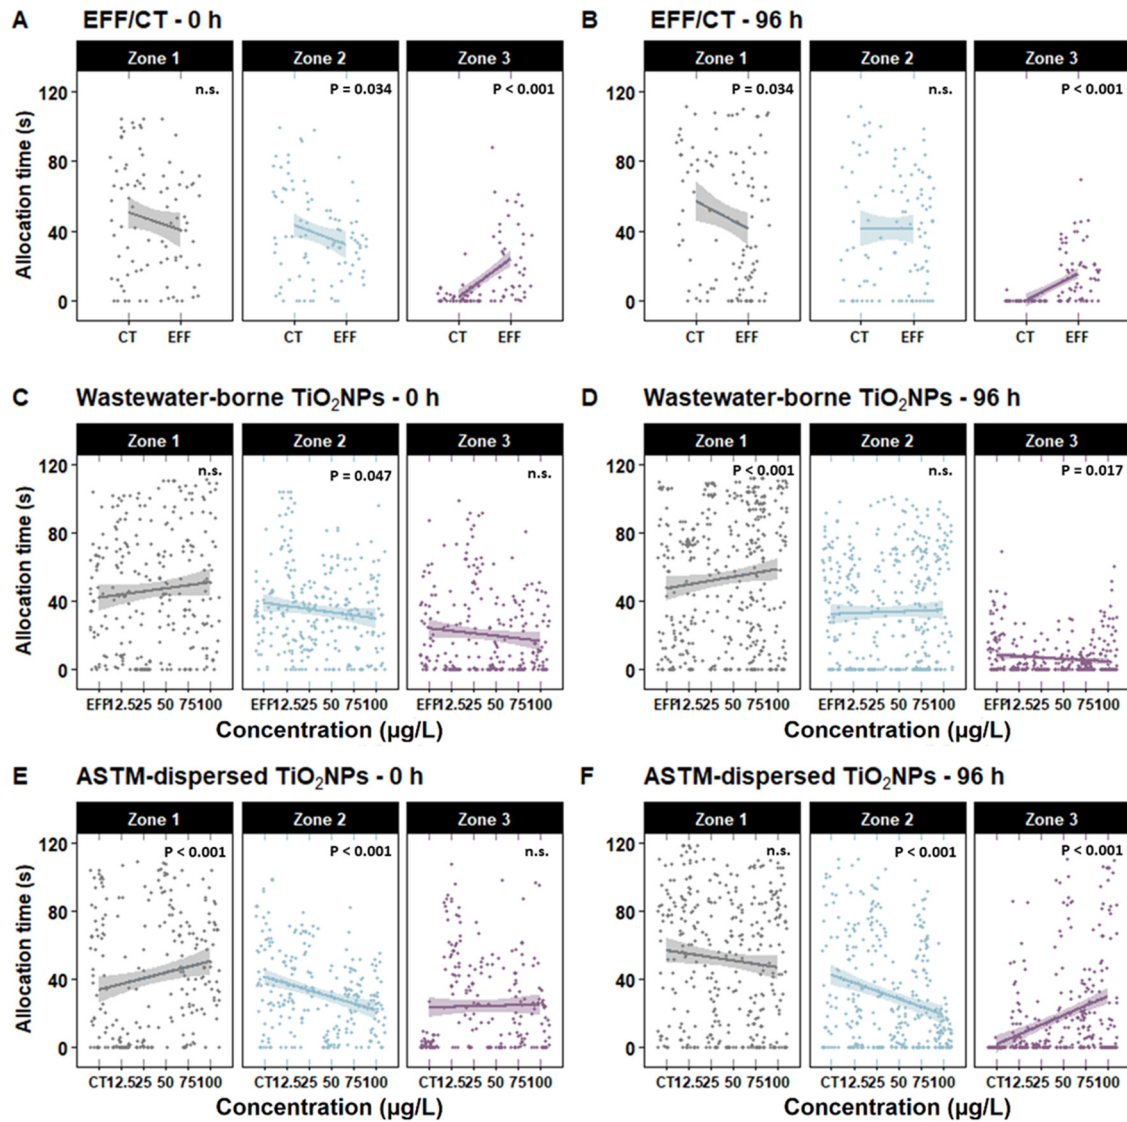 A EFF/CT - 0 h
Zone 1 Zone 2 Zone 3
n.s. P = 0.034 P < 0.001
Allocation time (s)
120
80
40
0
CT EFF CT EFF CT EFF
B EFF/CT - 96 h
Zone 1 Zone 2 Zone 3
P = 0.034 n.s. P < 0.001
120
80
40
0
CT EFF CT EFF CT EFF
C Wastewater-borne TiO₂NPs - 0 h
Zone 1 Zone 2 Zone 3
n.s. P = 0.047 n.s.
Allocation time (s)
120
80
40
0
EFF12.525 50 75100 EFF12.525 50 75100 EFF12.525 50 75100
Concentration (µg/L)
D Wastewater-borne TiO₂NPs - 96 h
Zone 1 Zone 2 Zone 3
P < 0.001 n.s. P = 0.017
120
80
40
0
EFF12.525 50 75100 EFF12.525 50 75100 EFF12.525 50 75100
Concentration (µg/L)
E ASTM-dispersed TiO₂NPs - 0 h
Zone 1 Zone 2 Zone 3
P < 0.001 P < 0.001 n.s.
Allocation time (s)
120
80
40
0
CT12.525 50 75100 CT12.525 50 75100 CT12.525 50 75100
Concentration (µg/L)
F ASTM-dispersed TiO₂NPs - 96 h
Zone 1 Zone 2 Zone 3
n.s. P < 0.001 P < 0.001
120
80
40
0
CT12.525 50 75100 CT12.525 50 75100 CT12.525 50 75100
Concentration (µg/L)